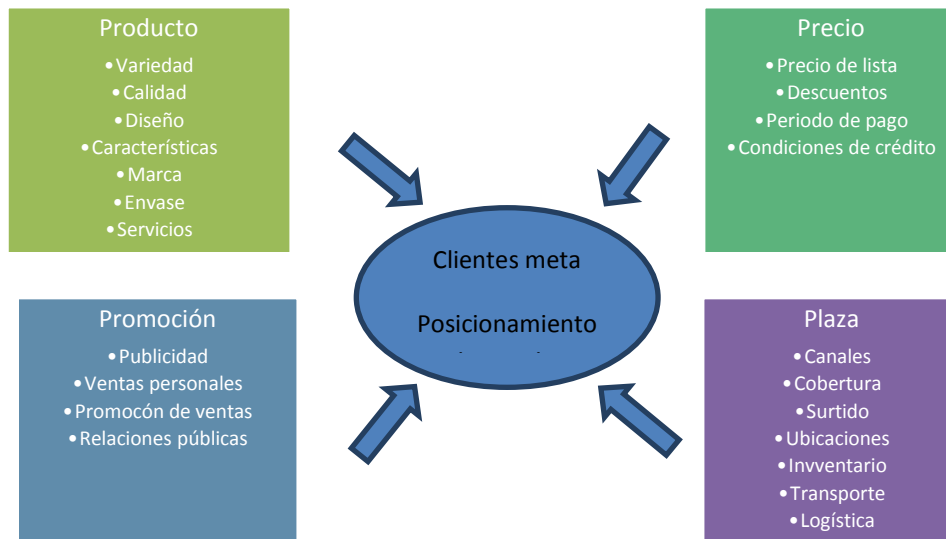 Producto
•Variedad
•Calidad
•Diseño
•Características
•Marca
•Envase
•Servicios
Precio
•Precio de lista
•Descuentos
•Periodo de pago
•Condiciones de crédito
Clientes meta
Posicionamiento
Promoción
•Publicidad
•Ventas personales
•Promocón de ventas
•Relaciones públicas
Plaza
•Canales
•Cobertura
•Surtido
•Ubicaciones
•Invventario
•Transporte
•Logística